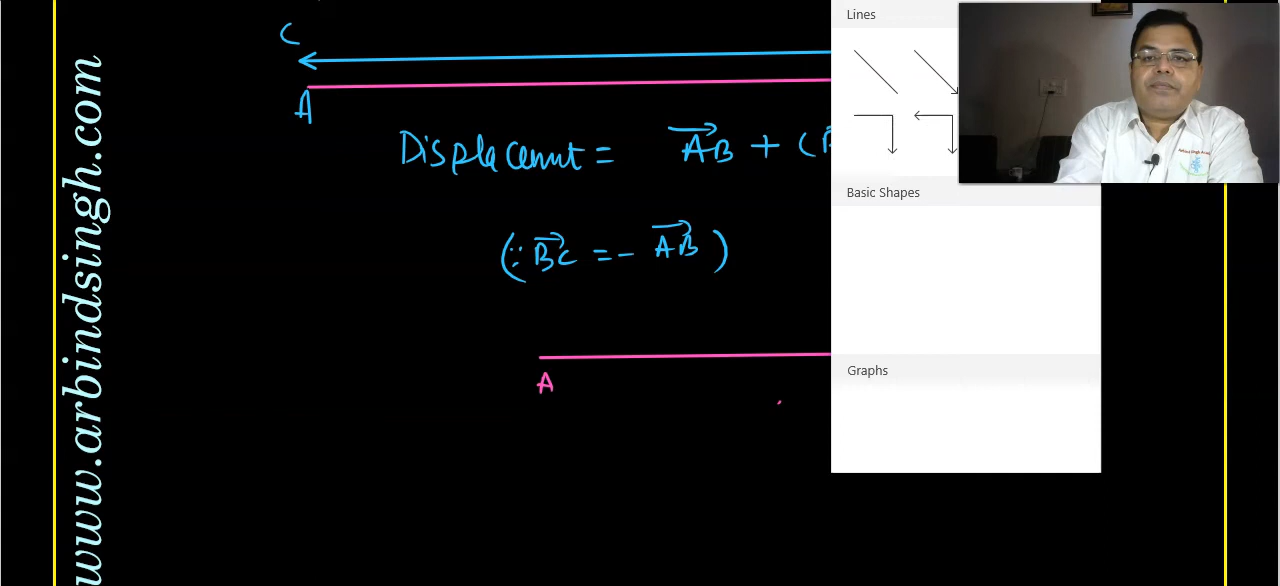 C
Lines
A
Displacement = AB + (
Basic Shapes
(∵ BC = - AB )
Graphs
A
www.arbindsingh.com